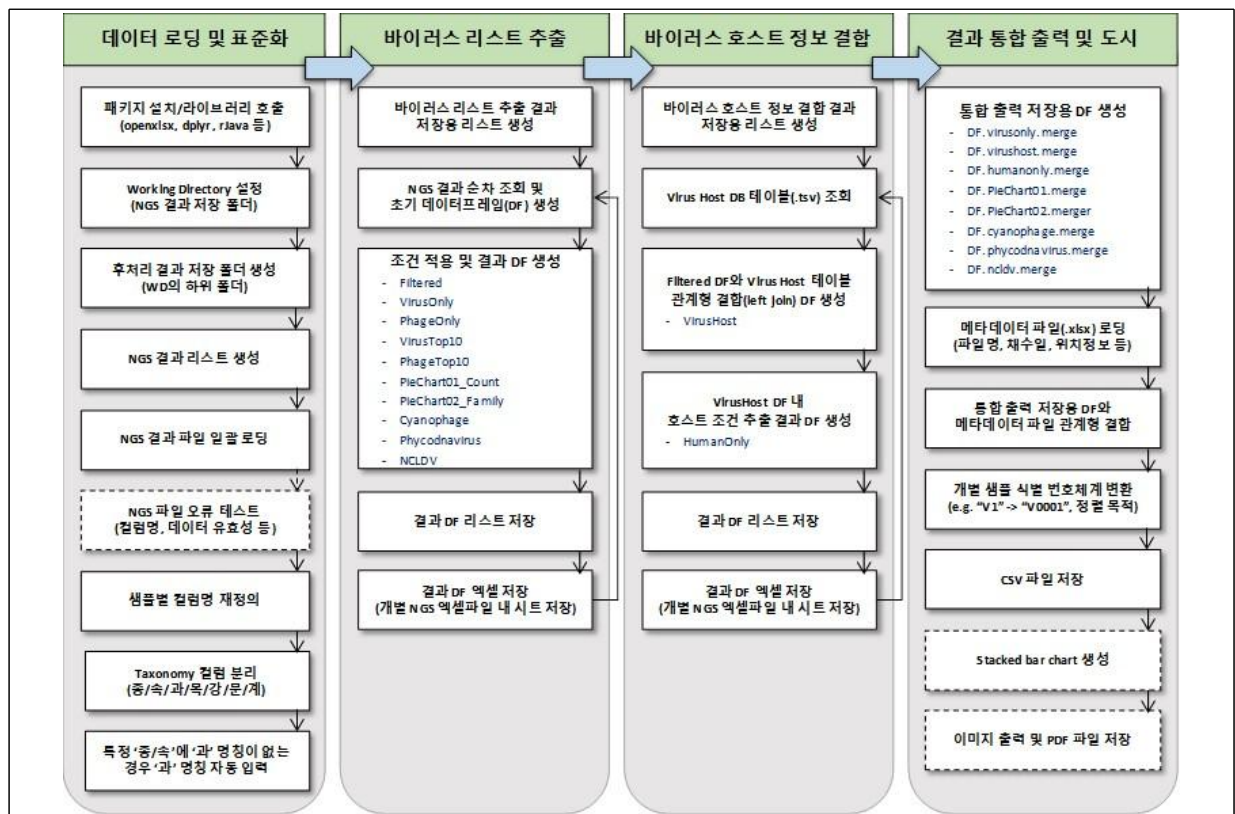 데이터 로딩 및 표준화
패키지 설치/라이브러리 호출
(openxlsx, dplyr, rJava 등)
Working Directory 설정
(NGS 결과 저장 폴더)
후처리 결과 저장 폴더 생성
(WD의 하위 폴더)
NGS 결과 리스트 생성
NGS 결과 파일 일괄 로딩
NGS 파일 오류 테스트
(컬럼명, 데이터 유효성 등)
샘플별 컬럼명 재정의
Taxonomy 컬럼 분리
(종/속/과/목/강/문/계)
특정 ‘종/속’에 ‘과’ 명칭이 없는
경우 ‘과’ 명칭 자동 입력
바이러스 리스트 추출
바이러스 리스트 추출 결과
저장용 리스트 생성
NGS 결과 순차 조회 및
초기 데이터프레임(DF) 생성
조건 적용 및 결과 DF 생성
- Filtered
- VirusOnly
- PhageOnly
- VirusTop10
- PhageTop10
- PieChart01_Count
- PieChart02_Family
- Cyanophage
- Phycodnavirus
- NCLDV
결과 DF 리스트 저장
결과 DF 엑셀 저장
(개별 NGS 엑셀파일 내 시트 저장)
바이러스 호스트 정보 결합
바이러스 호스트 정보 결합 결과
저장용 리스트 생성
Virus Host DB 테이블(.tsv) 조회
Filtered DF와 Virus Host 테이블
관계형 결합(left join) DF 생성
- VirusHost
VirusHost DF 내
호스트 조건 추출 결과 DF 생성
- HumanOnly
결과 DF 리스트 저장
결과 DF 엑셀 저장
(개별 NGS 엑셀파일 내 시트 저장)
결과 통합 출력 및 도시
통합 출력 저장용 DF 생성
- DF.virusonly.merge
- DF.virushost.merge
- DF.humanonly.merge
- DF.PieChart01.merge
- DF.PieChart02.merger
- DF.cyanophage.merge
- DF.phycodnavirus.merge
- DF.ncldv.merge
메타데이터 파일(.xlsx) 로딩
(파일명, 채수일, 위치정보 등)
통합 출력 저장용 DF와
메타데이터 파일 관계형 결합
개별 샘플 식별 번호체계 변환
(e.g. “V1” -> “V0001”, 정렬 목적)
CSV 파일 저장
Stacked bar chart 생성
이미지 출력 및 PDF 파일 저장